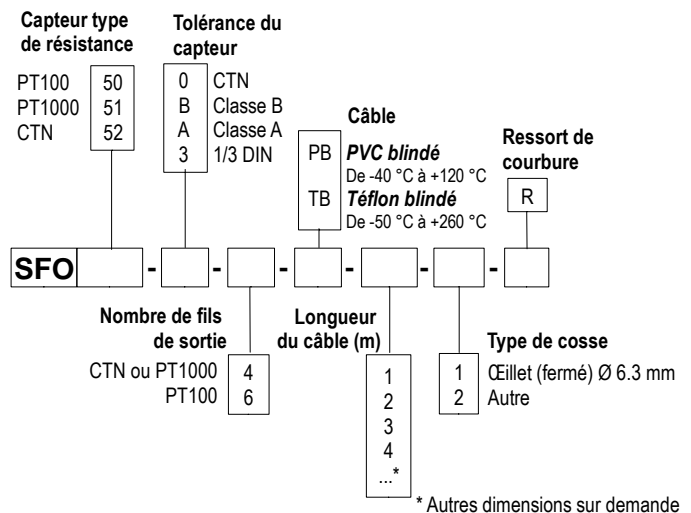 Capteur type
de résistance
PT100 50
PT1000 51
CTN 52
Tolérance du
capteur
0 CTN
B Classe B
A Classe A
3 1/3 DIN
Câble
PB PVC blindé
De -40 °C à +120 °C
TB Téflon blindé
De -50 °C à +260 °C
Ressort de
courbure
R
SFO - - - - - -
Nombre de fils
de sortie
CTN ou PT1000 4
PT100 6
Longueur
du câble (m)
1
2
3
4
...*
Type de cosse
1 Œillet (fermé) Ø 6.3 mm
2 Autre
* Autres dimensions sur demande